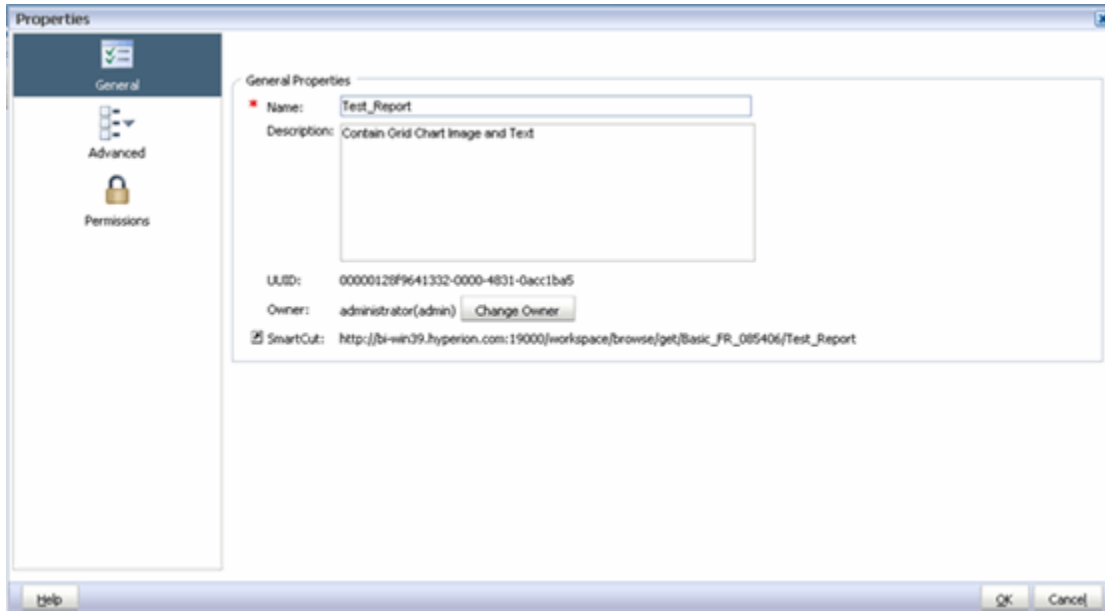 Properties
General
Advanced
Permissions
General Properties
* Name: Test_Report
Description: Contain Grid Chart Image and Text
UUID: 00000128f9641332-0000-4831-0acc1ba5
Owner: administrator(admin) Change Owner
SmartCut: http://bi-win39.hyperion.com:19000/workspace/browse/get/Basic_FR_085406/Test_Report
Help OK Cancel